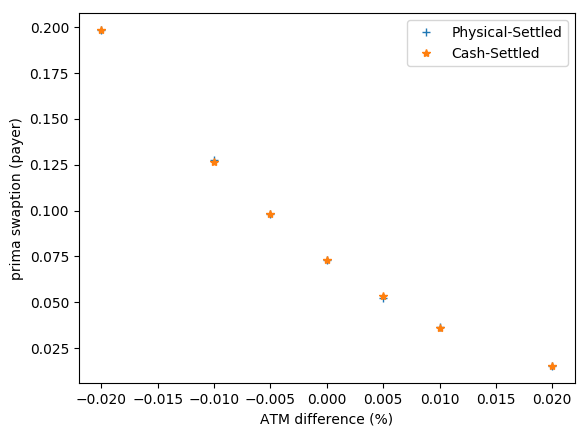 Physical-Settled
Cash-Settled
0.200
0.175
0.150
0.125
0.100
0.075
0.050
0.025
prima swaption (payer)
−0.020 −0.015 −0.010 −0.005 0.000 0.005 0.010 0.015 0.020
ATM difference (%)